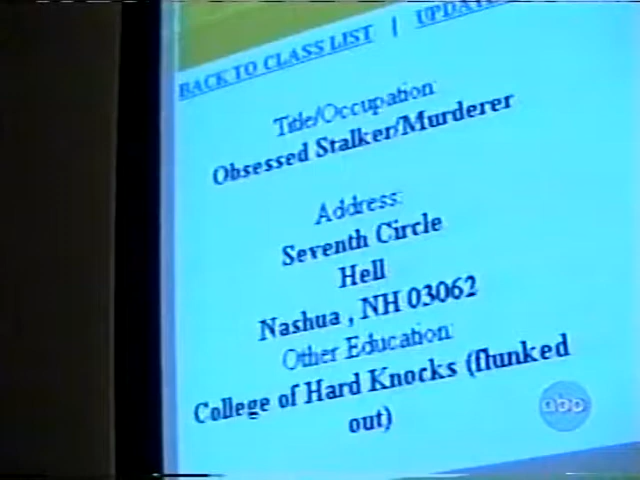 BACK TO CLASS LIST | UPDATE
Title/Occupation:
Obsessed Stalker/Murderer
Address:
Seventh Circle
Hell
Nashua , NH 03062
Other Education:
College of Hard Knocks (flunked
out)
abc